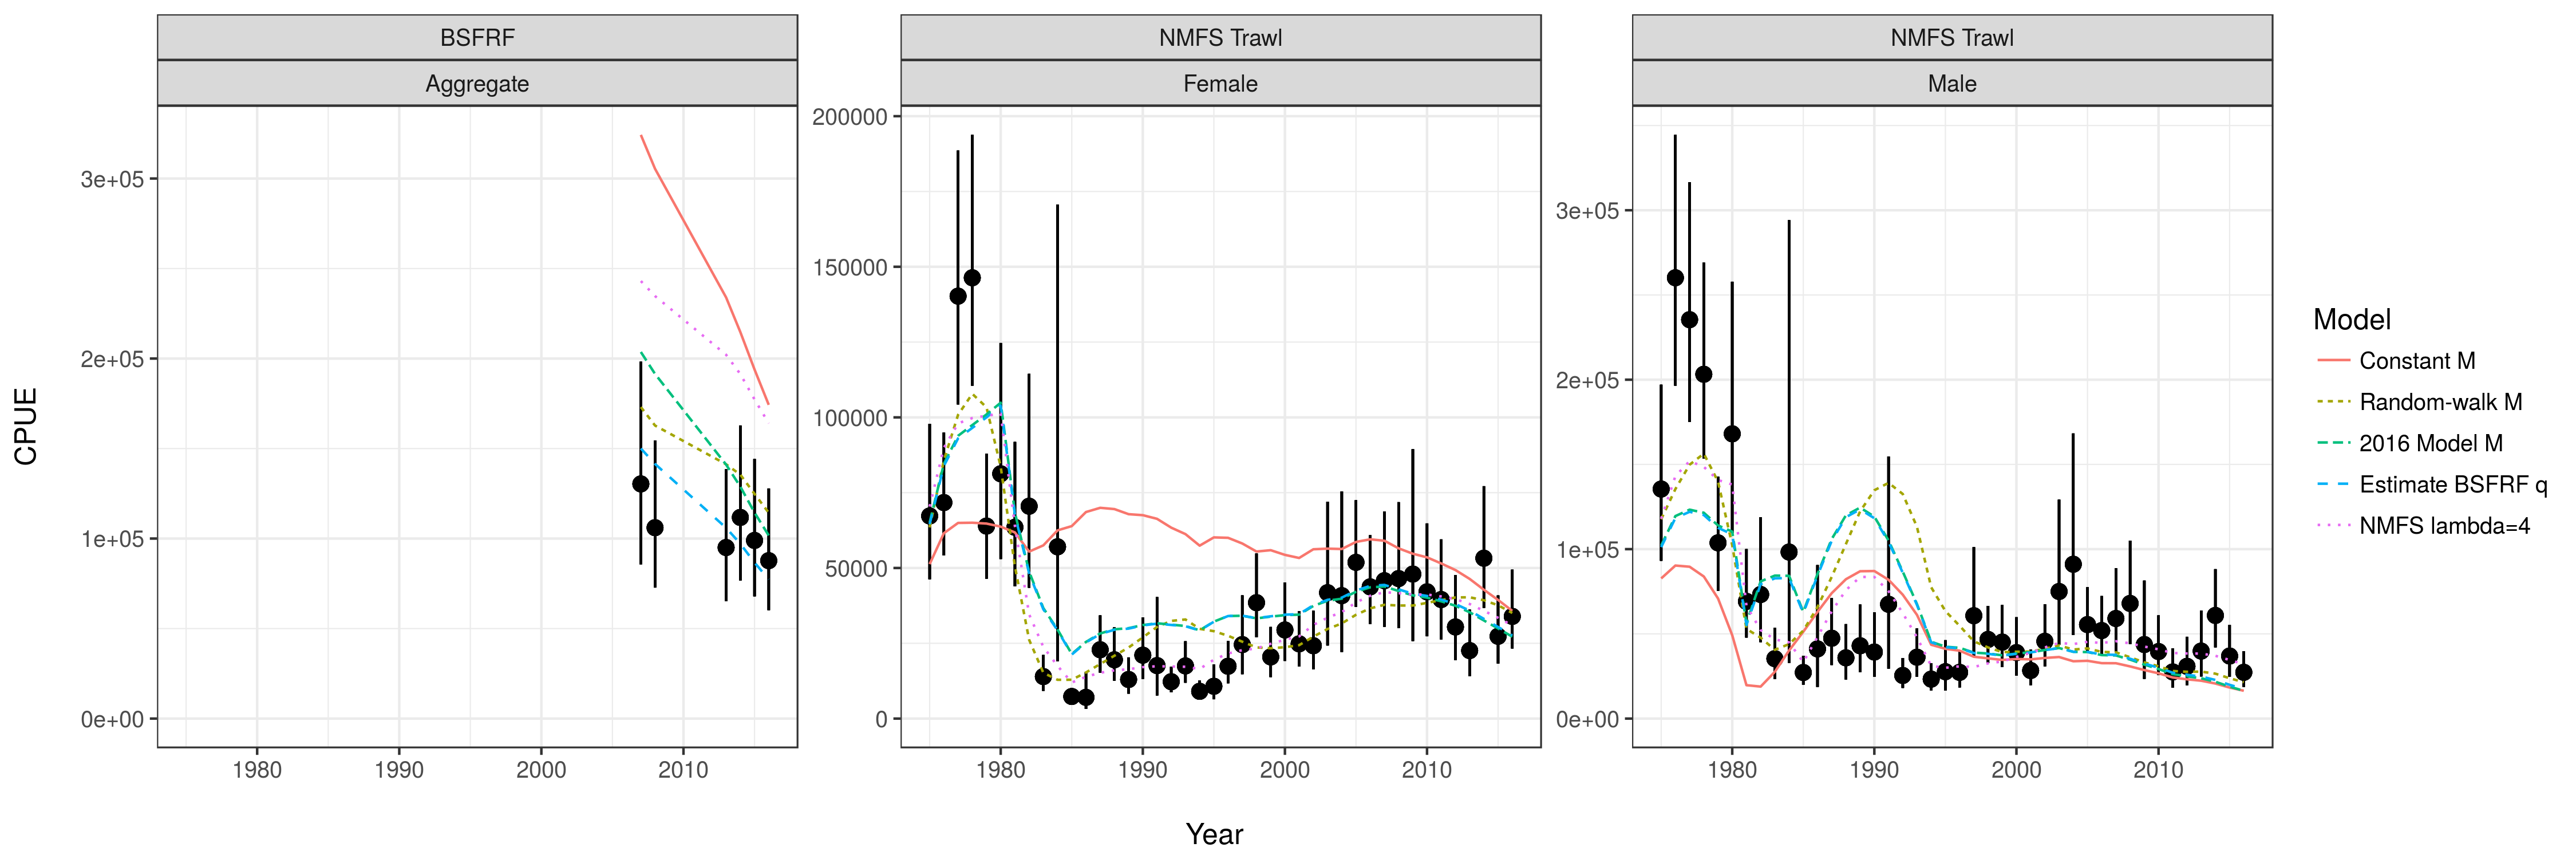 BSFRF
NMFS Trawl
NMFS Trawl
Aggregate
Female
Male
CPUE
3e+05
2e+05
1e+05
0e+00
1980
1990
2000
2010
200000
150000
100000
50000
0
1980
1990
2000
2010
3e+05
2e+05
1e+05
0e+00
1980
1990
2000
2010
Year
Model
Constant M
Random-walk M
2016 Model M
Estimate BSFRF q
NMFS lambda=4